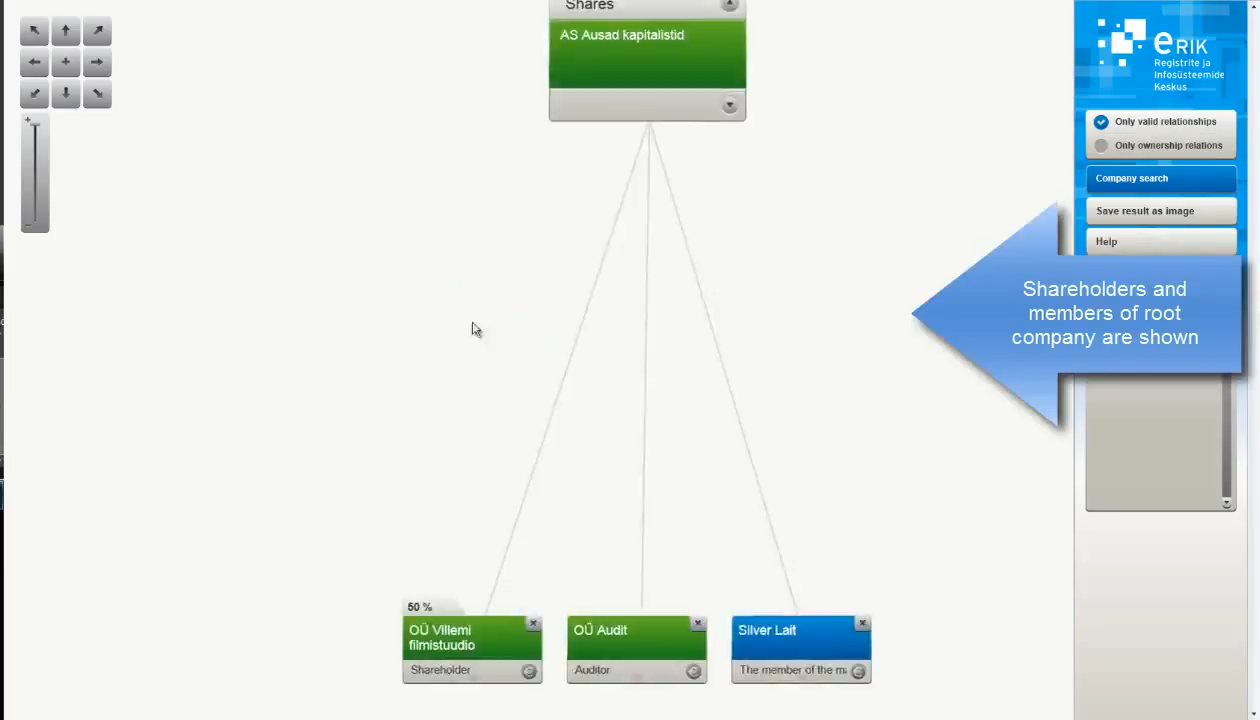 Shares
AS Ausad kapitalistid
eRIK
Registrite ja
Infosüsteemide
Keskus
Only valid relationships
Only ownership relations
Company search
Save result as image
Help
Shareholders and
members of root
company are shown
50 %
OÜ Villemi
filmistuudio
Shareholder
OÜ Audit
Auditor
Silver Lait
The member of the m